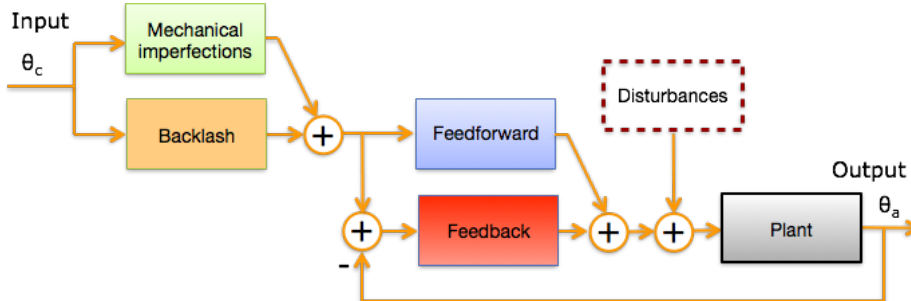 Input
θc
Mechanical
imperfections
Backlash
+
Feedforward
Disturbances
+
-
Feedback
+
+
Plant
Output
θa